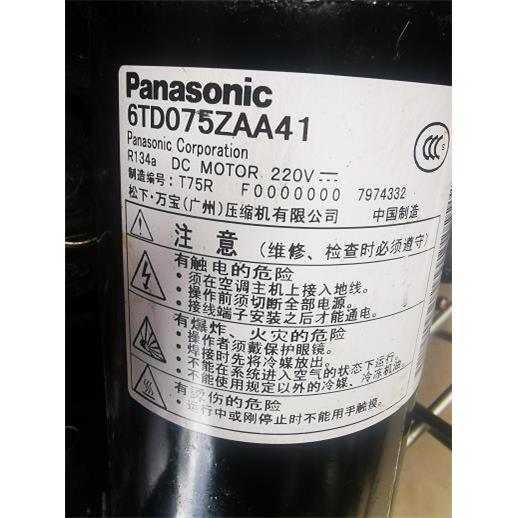 Panasonic
6TD075ZAA41
Panasonic Corporation
R134a DC MOTOR 220V⎓
制造编号: T75R F0000000 7974332
松下·万宝(广州)压缩机有限公司 中国制造
CCC S
注意 (维修、检查时必须遵守)
有触电的危险
•须在空调主机上接入地线。
•操作前须切断全部电源。
•接线端子安装之后才能通电。
有爆炸、火灾的危险
•操作者须戴保护眼镜。
•焊接时先将冷媒放出。
•不能在系统进入空气的状态下运行。
•不能使用规定以外的冷媒、冷冻机油。
有烫伤的危险
•运行中或刚停止时不能用手触摸。